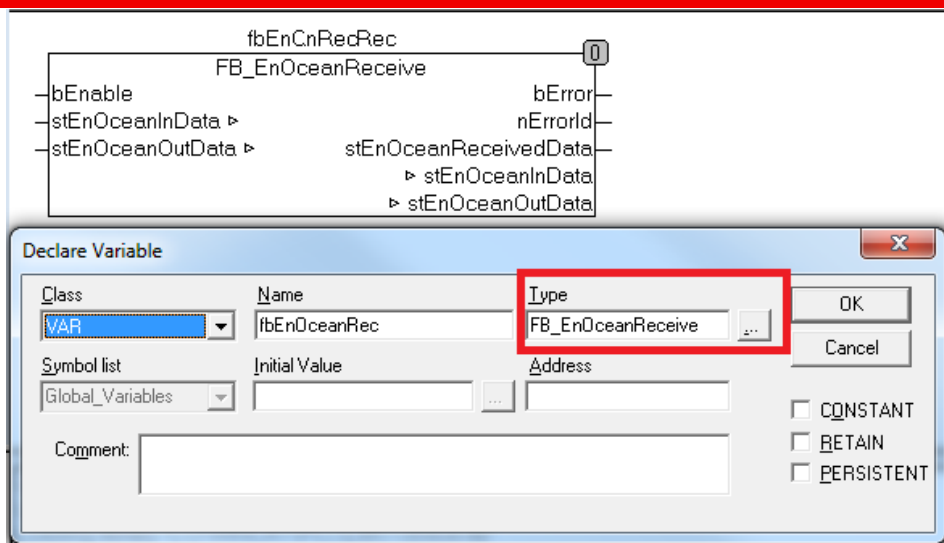 fbEnCnRecRec
0
FB_EnOceanReceive
bEnable bError
stEnOceanInData nErrorId
stEnOceanOutData stEnOceanReceivedData
stEnOceanInData
stEnOceanOutData
Declare Variable
Class Name Type
VAR fbEnOceanRec FB_EnOceanReceive ... OK
Cancel
Symbol list Initial Value Address
Global_Variables ...
CONSTANT
Comment: RETAIN
PERSISTENT